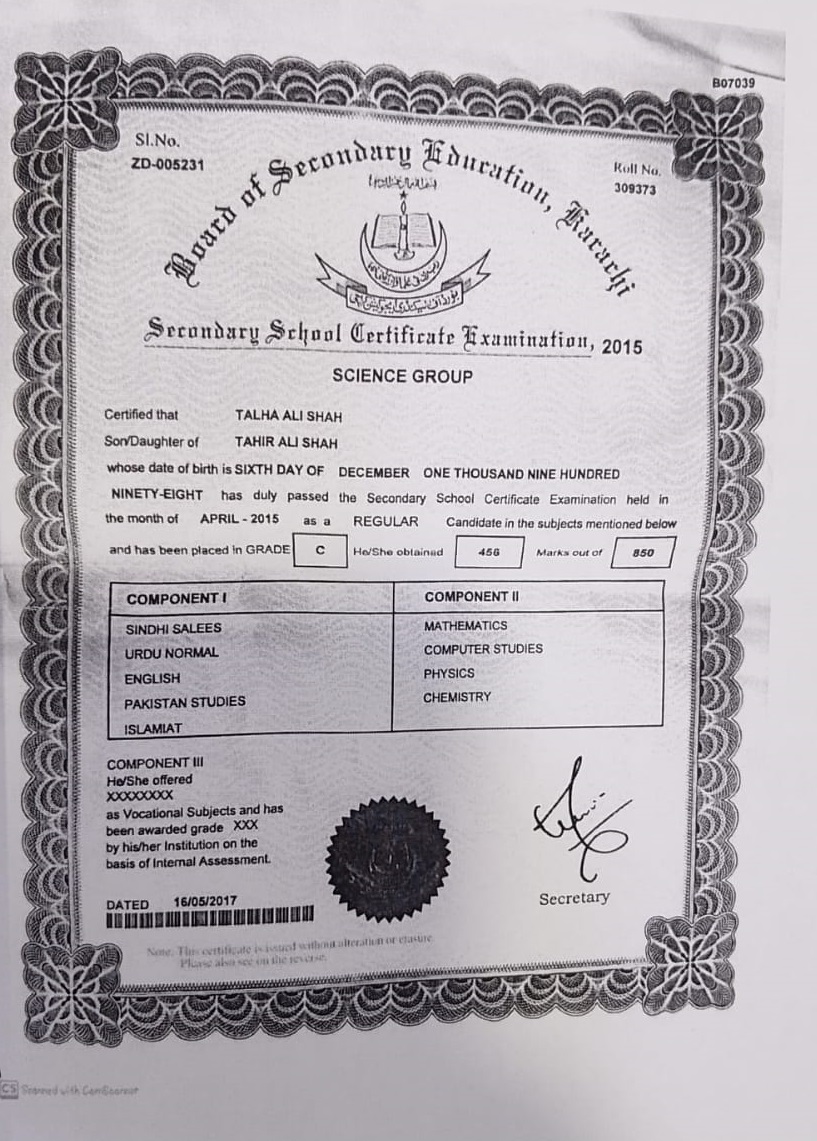 B07039
Sl.No.
ZD-005231
Roll No.
309373
Board of Secondary Education, Karachi
Secondary School Certificate Examination, 2015
SCIENCE GROUP
Certified that TALHA ALI SHAH
Son/Daughter of TAHIR ALI SHAH
whose date of birth is SIXTH DAY OF DECEMBER ONE THOUSAND NINE HUNDRED
NINETY-EIGHT has duly passed the Secondary School Certificate Examination held in
the month of APRIL - 2015 as a REGULAR Candidate in the subjects mentioned below
and has been placed in GRADE C He/She obtained 456 Marks out of 850
COMPONENT I
SINDHI SALEES
URDU NORMAL
ENGLISH
PAKISTAN STUDIES
ISLAMIAT
COMPONENT II
MATHEMATICS
COMPUTER STUDIES
PHYSICS
CHEMISTRY
COMPONENT III
He/She offered
XXXXXXXX
as Vocational Subjects and has
been awarded grade XXX
by his/her Institution on the
basis of Internal Assessment.
DATED 16/05/2017
Secretary
Note: This certificate is issued without alteration or erasure.
Please also see on the reverse.
CS Scanned with CamScanner